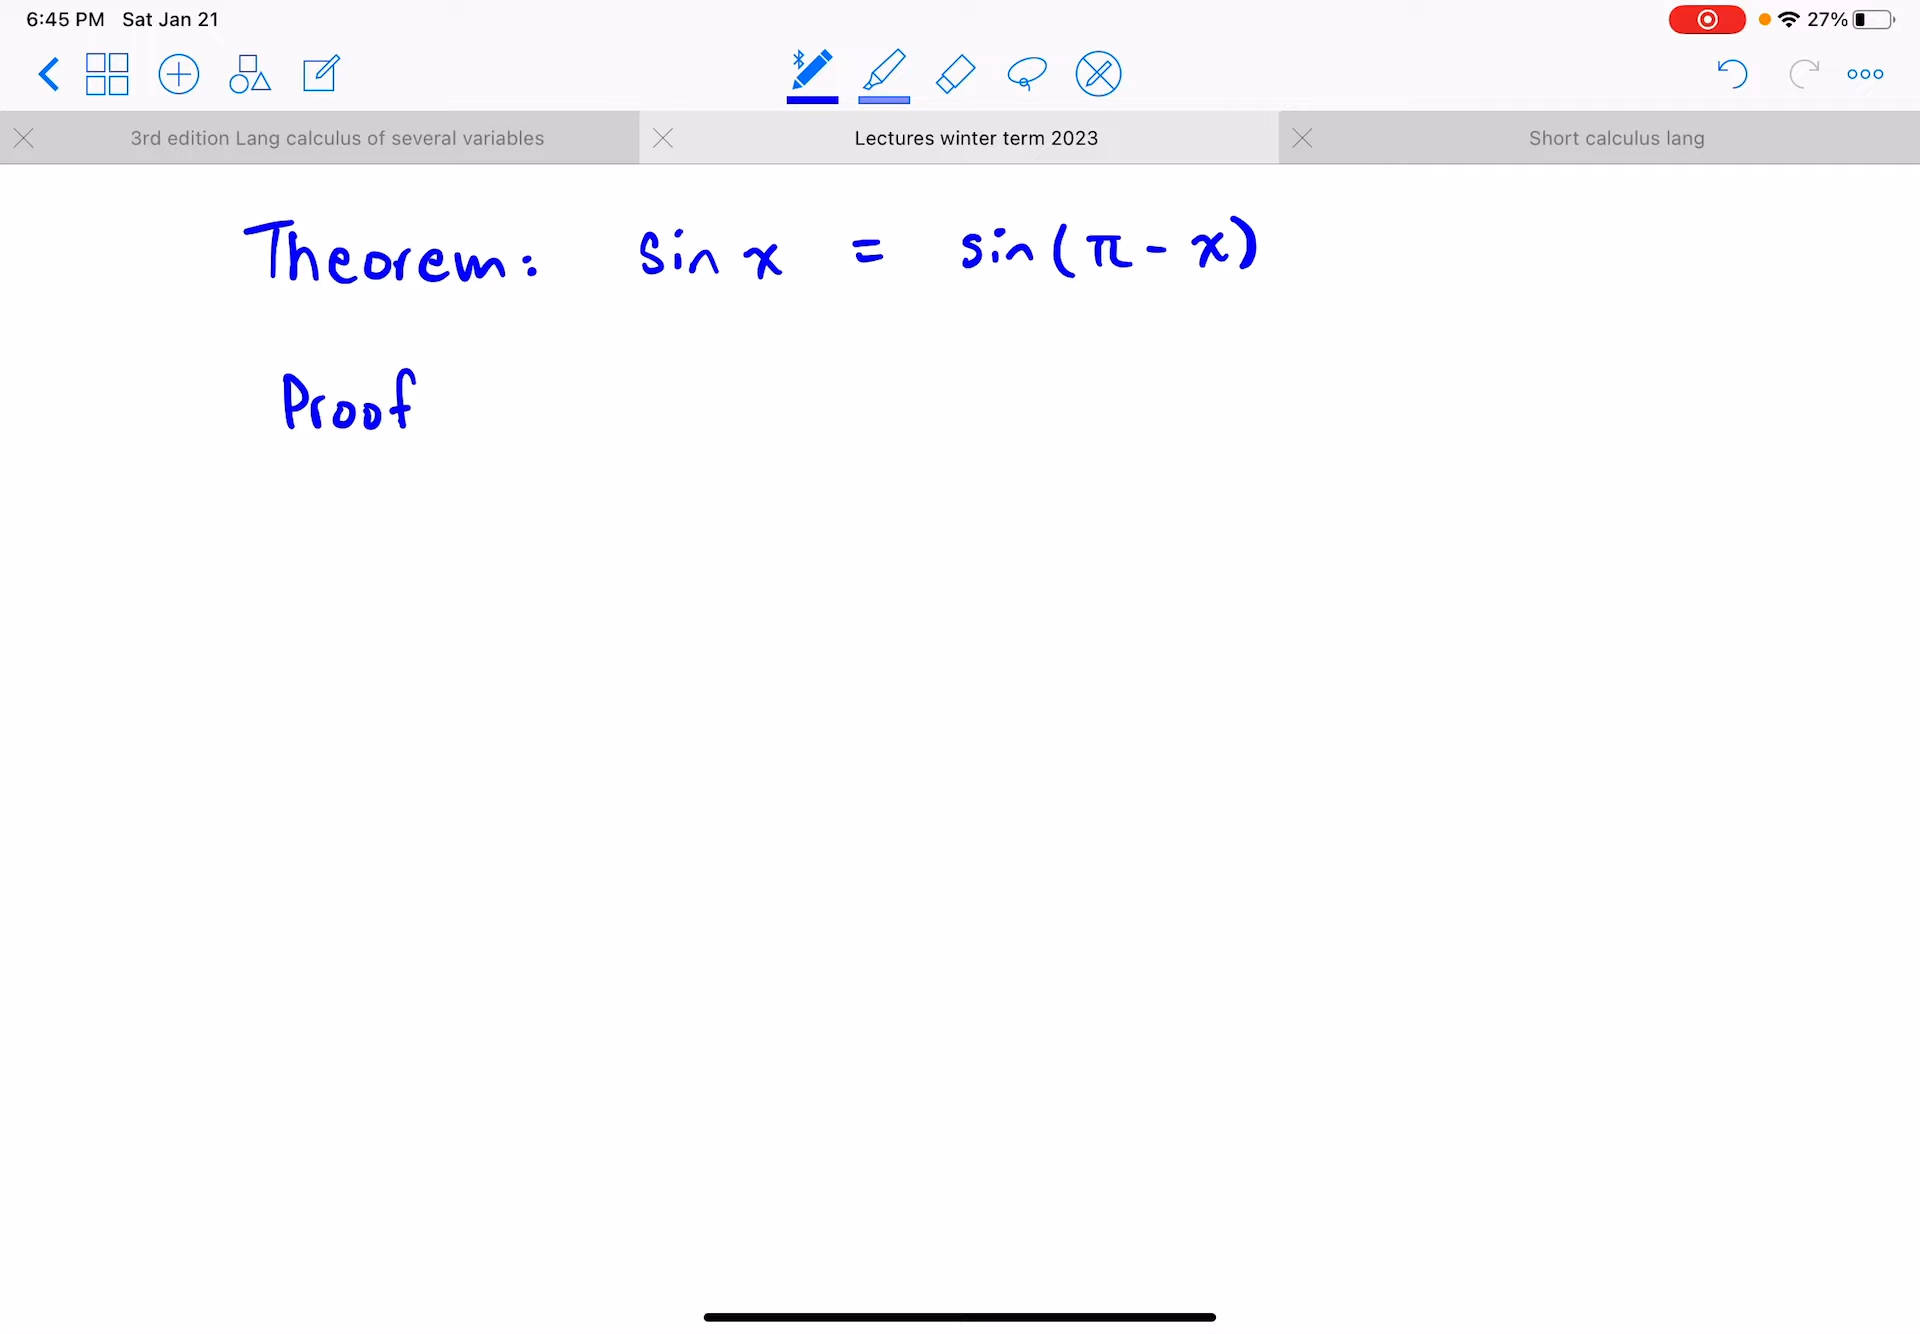 6:45 PM Sat Jan 21 27%
3rd edition Lang calculus of several variables Lectures winter term 2023 Short calculus lang
Theorem: sin x = sin(π - x)
Proof